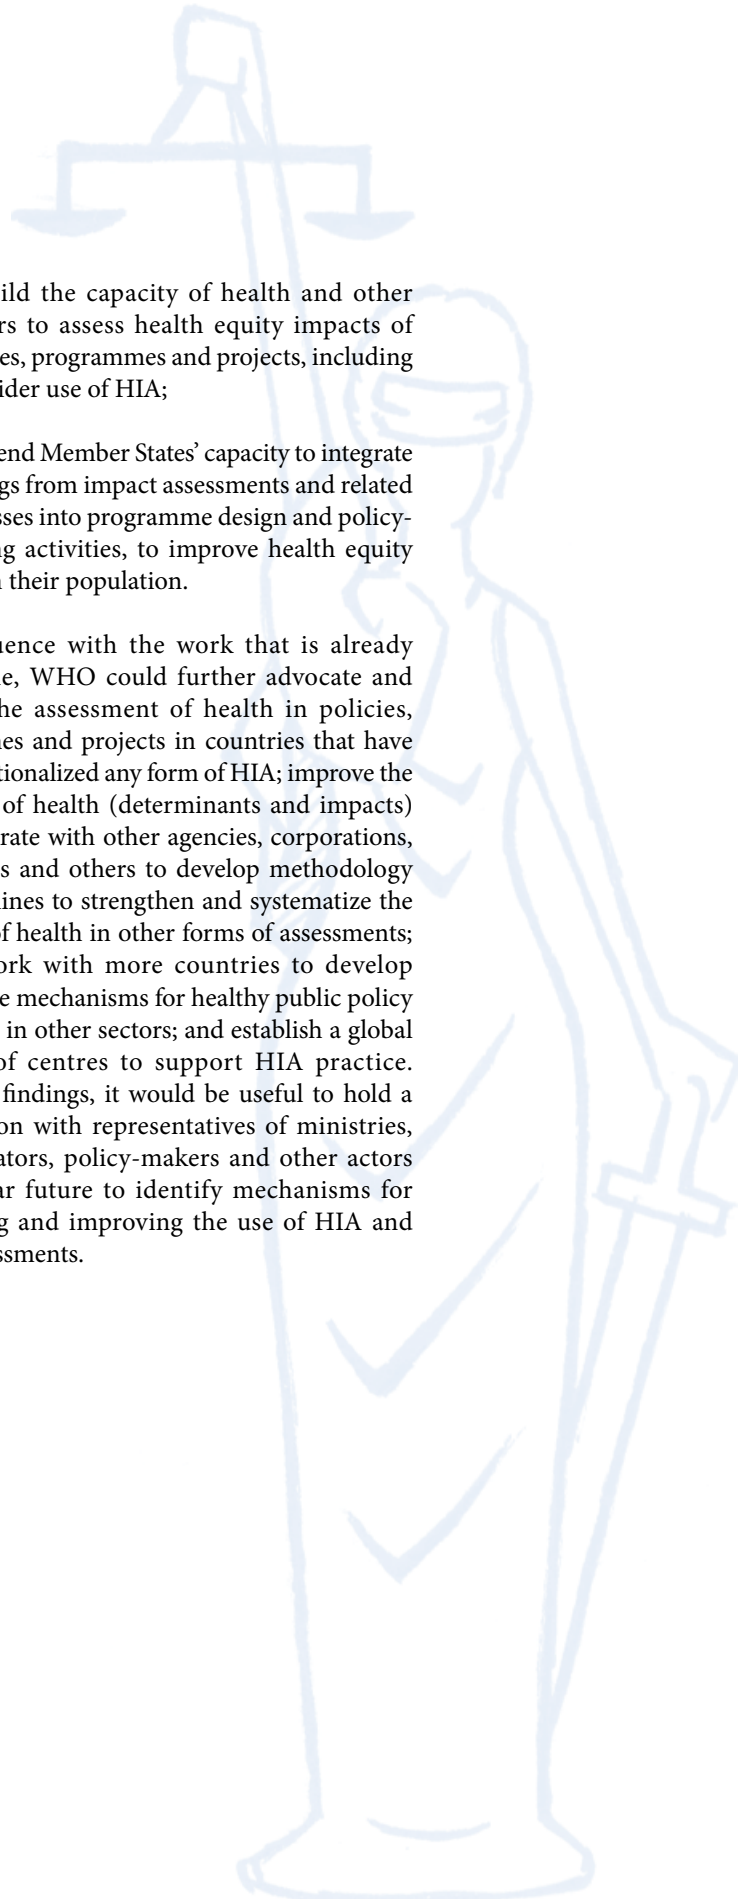 ild the capacity of health and other
rs to assess health equity impacts of
es, programmes and projects, including
ider use of HIA;
end Member States’ capacity to integrate
gs from impact assessments and related
sses into programme design and policy-
ng activities, to improve health equity
n their population.
uence with the work that is already
e, WHO could further advocate and
he assessment of health in policies,
nes and projects in countries that have
tionalized any form of HIA; improve the
of health (determinants and impacts)
rate with other agencies, corporations,
s and others to develop methodology
lines to strengthen and systematize the
of health in other forms of assessments;
ork with more countries to develop
e mechanisms for healthy public policy
in other sectors; and establish a global
of centres to support HIA practice.
findings, it would be useful to hold a
on with representatives of ministries,
ators, policy-makers and other actors
ar future to identify mechanisms for
g and improving the use of HIA and
ssments.